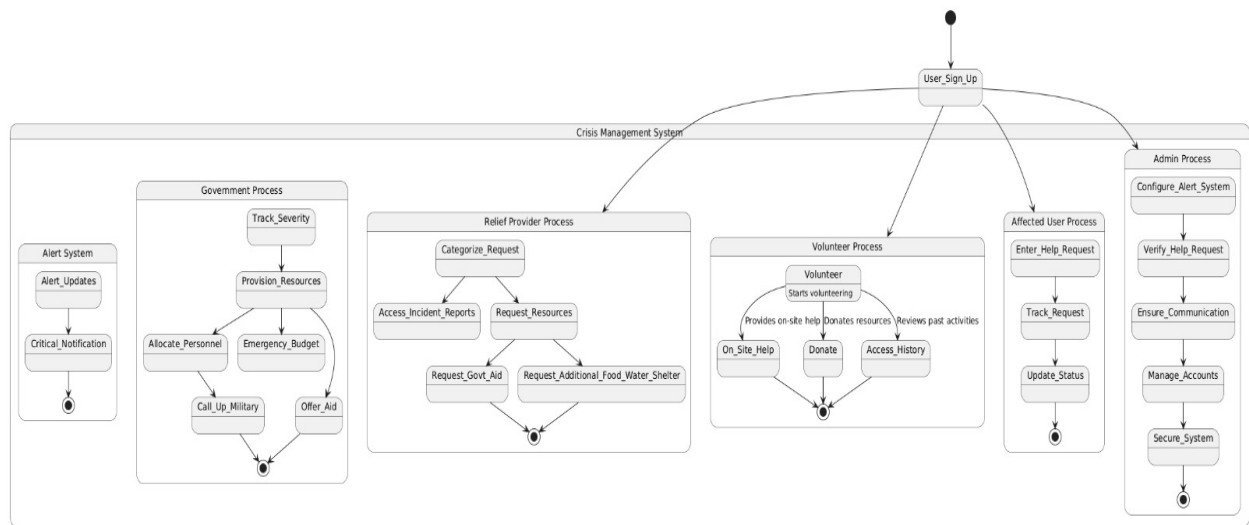 User_Sign_Up
Crisis Management System
Alert System
Alert_Updates
Critical_Notification
Government Process
Track_Severity
Provision_Resources
Allocate_Personnel
Emergency_Budget
Call_Up_Military
Offer_Aid
Relief Provider Process
Categorize_Request
Access_Incident_Reports
Request_Resources
Request_Govt_Aid
Request_Additional_Food_Water_Shelter
Volunteer Process
Volunteer
Starts volunteering
Provides on-site help
Donates resources
Reviews past activities
On_Site_Help
Donate
Access_History
Affected User Process
Enter_Help_Request
Track_Request
Update_Status
Admin Process
Configure_Alert_System
Verify_Help_Request
Ensure_Communication
Manage_Accounts
Secure_System